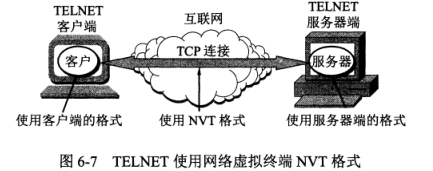 TELNET
客户端
互联网
TELNET
服务器端
客户
TCP 连接
服务器
使用客户端的格式
使用 NVT 格式
使用服务器端的格式
图 6-7 TELNET 使用网络虚拟终端 NVT 格式